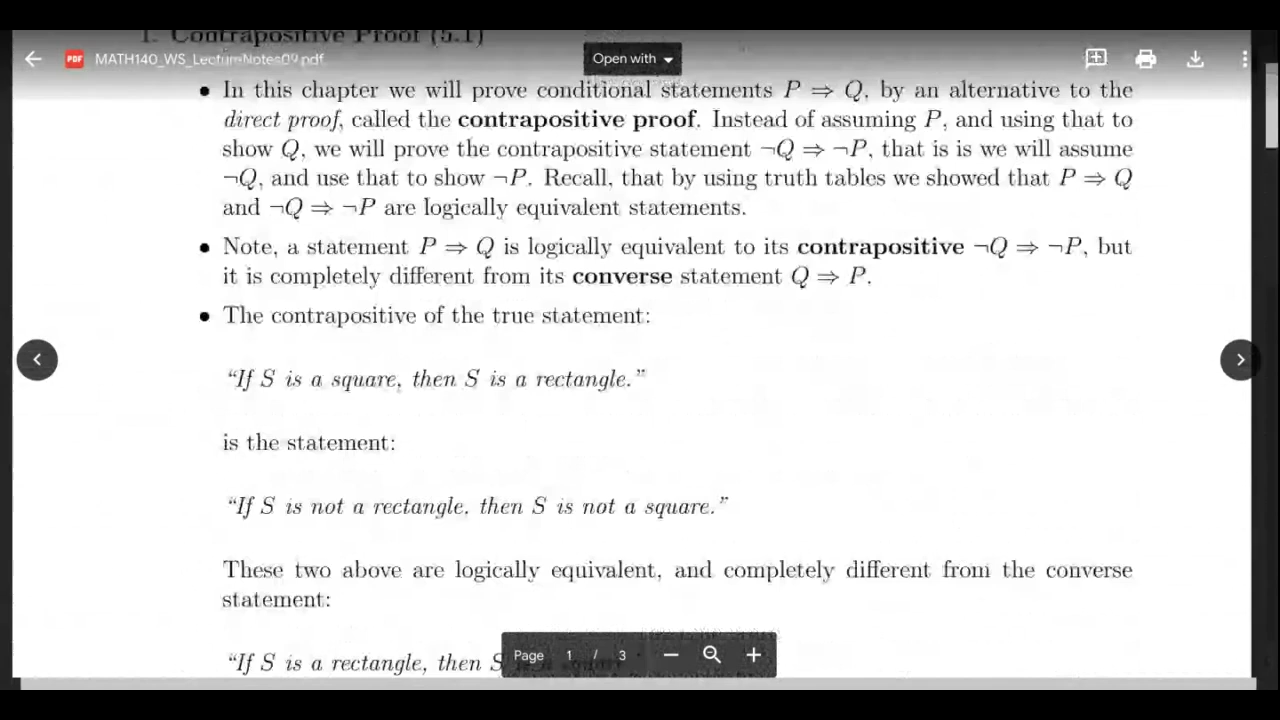 1. Contrapositive Proof (5.1)
MATH140_WS_LectureNotes09.pdf
Open with
• In this chapter we will prove conditional statements P ⇒ Q, by an alternative to the
direct proof, called the contrapositive proof. Instead of assuming P, and using that to
show Q, we will prove the contrapositive statement ¬Q ⇒ ¬P, that is is we will assume
¬Q, and use that to show ¬P. Recall, that by using truth tables we showed that P ⇒ Q
and ¬Q ⇒ ¬P are logically equivalent statements.
• Note, a statement P ⇒ Q is logically equivalent to its contrapositive ¬Q ⇒ ¬P, but
it is completely different from its converse statement Q ⇒ P.
• The contrapositive of the true statement:
“If S is a square, then S is a rectangle.”
is the statement:
“If S is not a rectangle, then S is not a square.”
These two above are logically equivalent, and completely different from the converse
statement:
“If S is a rectangle, then S
Page 1 / 3